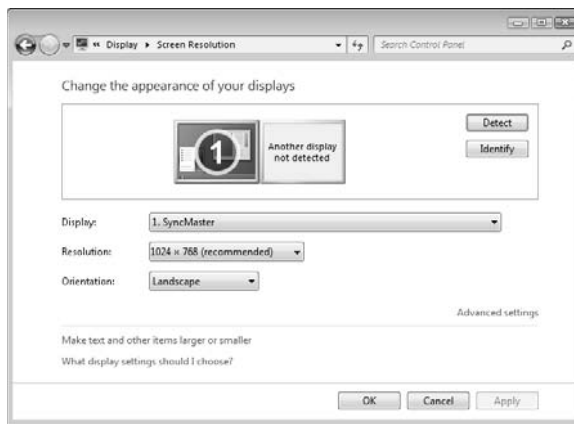 « Display ▸ Screen Resolution
Search Control Panel
Change the appearance of your displays
1
Another display
not detected
Detect
Identify
Display: 1. SyncMaster
Resolution: 1024 × 768 (recommended)
Orientation: Landscape
Advanced settings
Make text and other items larger or smaller
What display settings should I choose?
OK Cancel Apply